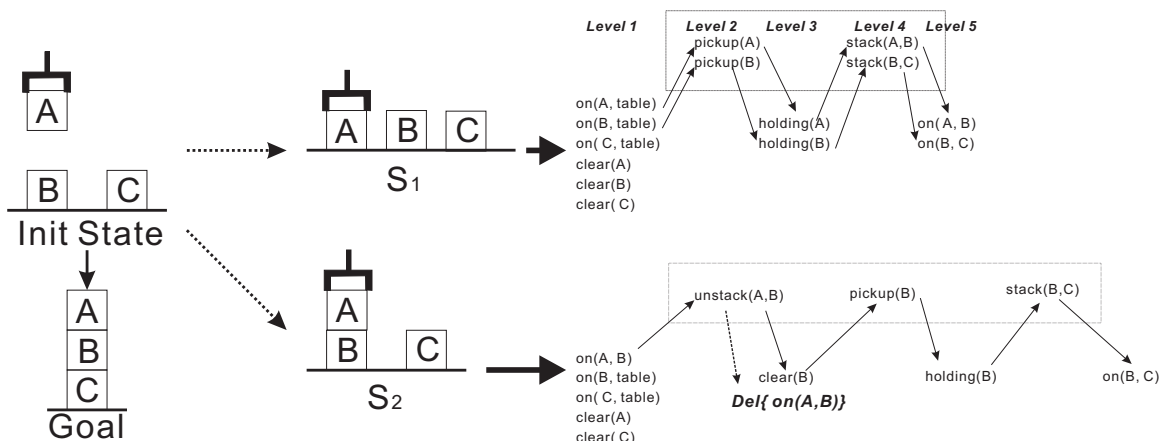 A
B C
Init State
A
B
C
Goal
A B C
S1
A
B C
S2
Level 1 Level 2 Level 3 Level 4 Level 5
pickup(A) stack(A,B)
pickup(B) stack(B,C)
on(A, table)
on(B, table) holding(A) on(A, B)
on( C, table) holding(B) on(B, C)
clear(A)
clear(B)
clear( C)
unstack(A,B) pickup(B) stack(B,C)
on(A, B)
on(B, table) clear(B) holding(B) on(B, C)
on( C, table) Del{ on(A,B)}
clear(A)
clear( C)